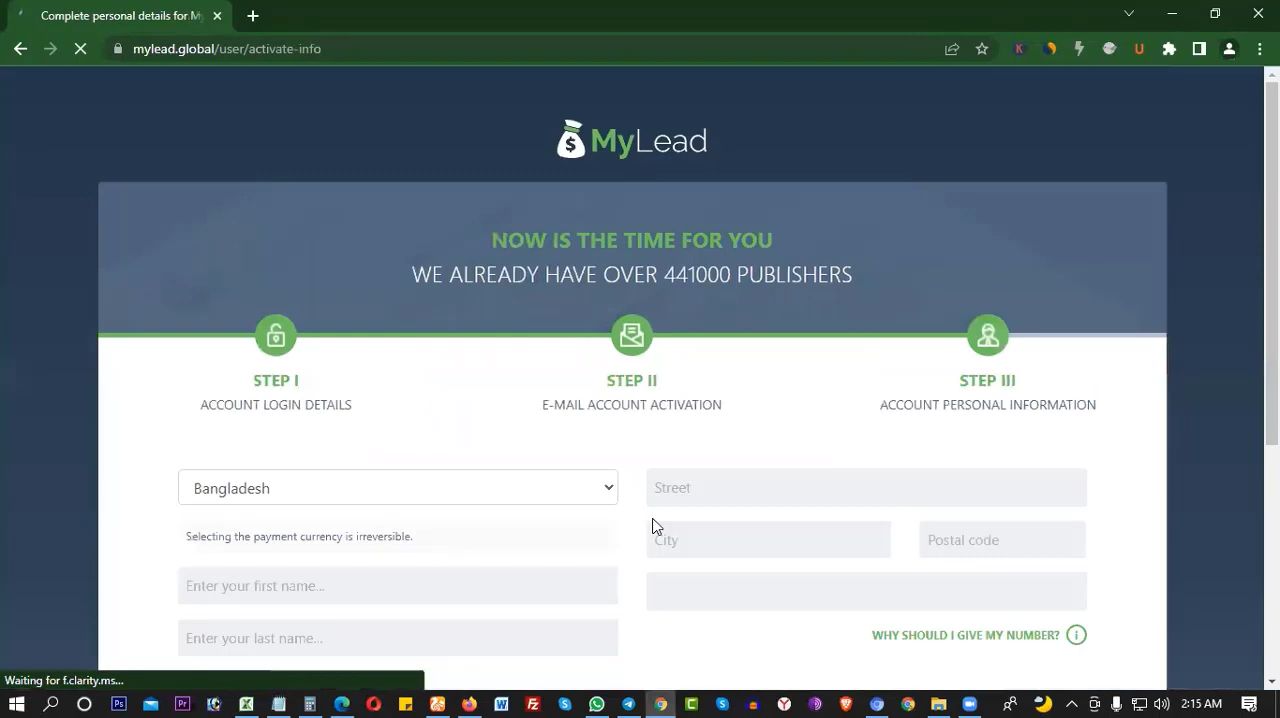 Complete personal details for M
mylead.global/user/activate-info
MyLead
NOW IS THE TIME FOR YOU
WE ALREADY HAVE OVER 441000 PUBLISHERS
STEP I
STEP II
STEP III
ACCOUNT LOGIN DETAILS
E-MAIL ACCOUNT ACTIVATION
ACCOUNT PERSONAL INFORMATION
Bangladesh
Street
Selecting the payment currency is irreversible.
City
Postal code
Enter your first name...
Enter your last name...
WHY SHOULD I GIVE MY NUMBER?
Waiting for f.clarity.ms...
2:15 AM